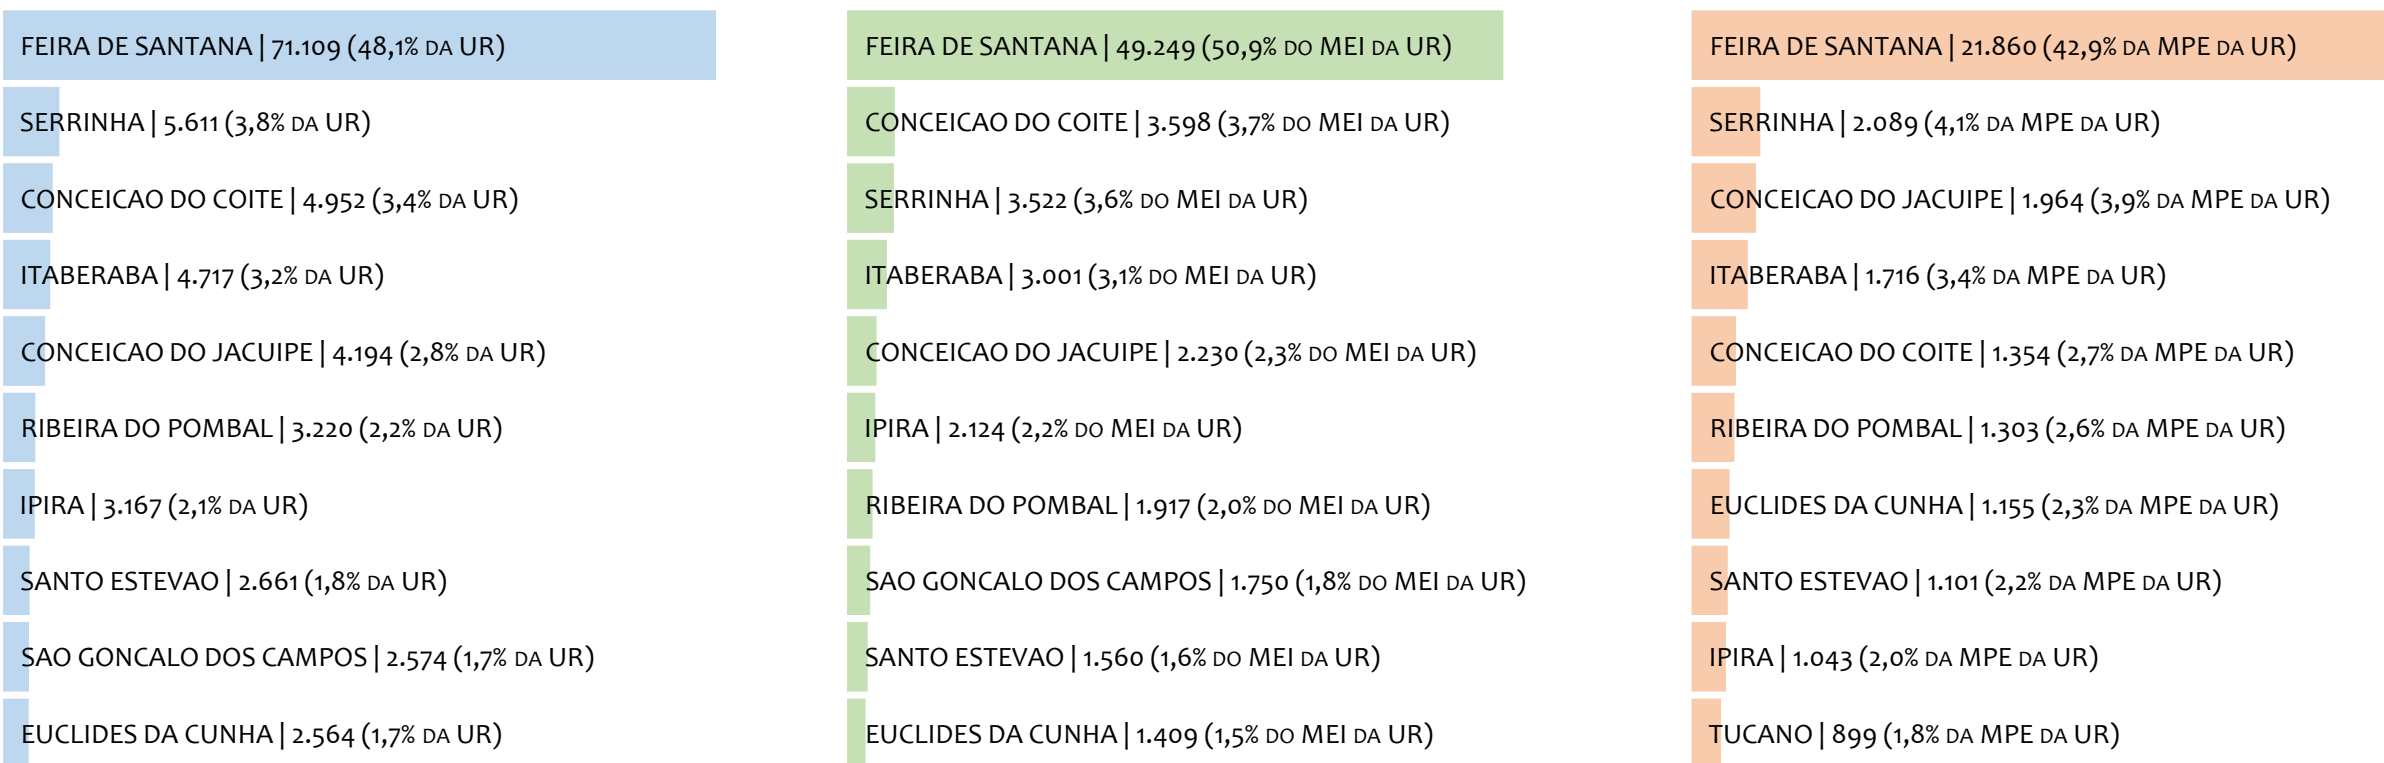 FEIRA DE SANTANA | 71.109 (48,1% DA UR)
SERRINHA | 5.611 (3,8% DA UR)
CONCEICAO DO COITE | 4.952 (3,4% DA UR)
ITABERABA | 4.717 (3,2% DA UR)
CONCEICAO DO JACUIPE | 4.194 (2,8% DA UR)
RIBEIRA DO POMBAL | 3.220 (2,2% DA UR)
IPIRA | 3.167 (2,1% DA UR)
SANTO ESTEVAO | 2.661 (1,8% DA UR)
SAO GONCALO DOS CAMPOS | 2.574 (1,7% DA UR)
EUCLIDES DA CUNHA | 2.564 (1,7% DA UR)
FEIRA DE SANTANA | 49.249 (50,9% DO MEI DA UR)
CONCEICAO DO COITE | 3.598 (3,7% DO MEI DA UR)
SERRINHA | 3.522 (3,6% DO MEI DA UR)
ITABERABA | 3.001 (3,1% DO MEI DA UR)
CONCEICAO DO JACUIPE | 2.230 (2,3% DO MEI DA UR)
IPIRA | 2.124 (2,2% DO MEI DA UR)
RIBEIRA DO POMBAL | 1.917 (2,0% DO MEI DA UR)
SAO GONCALO DOS CAMPOS | 1.750 (1,8% DO MEI DA UR)
SANTO ESTEVAO | 1.560 (1,6% DO MEI DA UR)
EUCLIDES DA CUNHA | 1.409 (1,5% DO MEI DA UR)
FEIRA DE SANTANA | 21.860 (42,9% DA MPE DA UR)
SERRINHA | 2.089 (4,1% DA MPE DA UR)
CONCEICAO DO JACUIPE | 1.964 (3,9% DA MPE DA UR)
ITABERABA | 1.716 (3,4% DA MPE DA UR)
CONCEICAO DO COITE | 1.354 (2,7% DA MPE DA UR)
RIBEIRA DO POMBAL | 1.303 (2,6% DA MPE DA UR)
EUCLIDES DA CUNHA | 1.155 (2,3% DA MPE DA UR)
SANTO ESTEVAO | 1.101 (2,2% DA MPE DA UR)
IPIRA | 1.043 (2,0% DA MPE DA UR)
TUCANO | 899 (1,8% DA MPE DA UR)